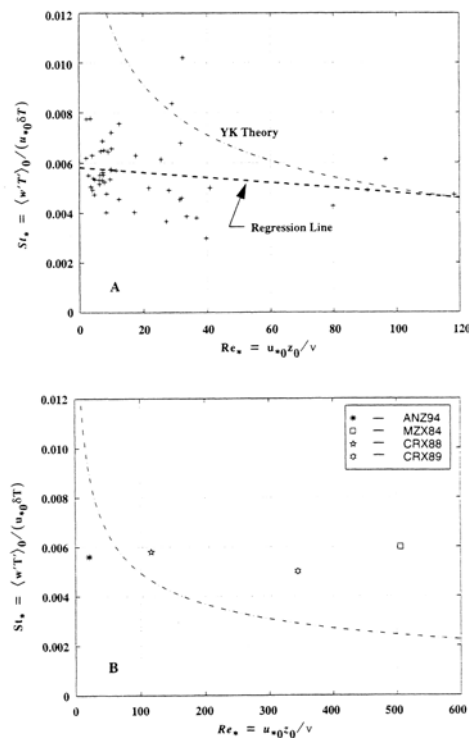 0.012
0.010
0.008
0.006
0.004
0.002
0
YK Theory
Regression Line
A
0 20 40 60 80 100 120
St* = ⟨w'T'⟩0/(u*0δT)
Re* = u*0z0/ν
0.012
0.010
0.008
0.006
0.004
0.002
0
* — ANZ94
□ — MZX84
☆ — CRX88
✡ — CRX89
B
0 100 200 300 400 500 600
St* = ⟨w'T'⟩0/(u*0δT)
Re* = u*0z0/ν